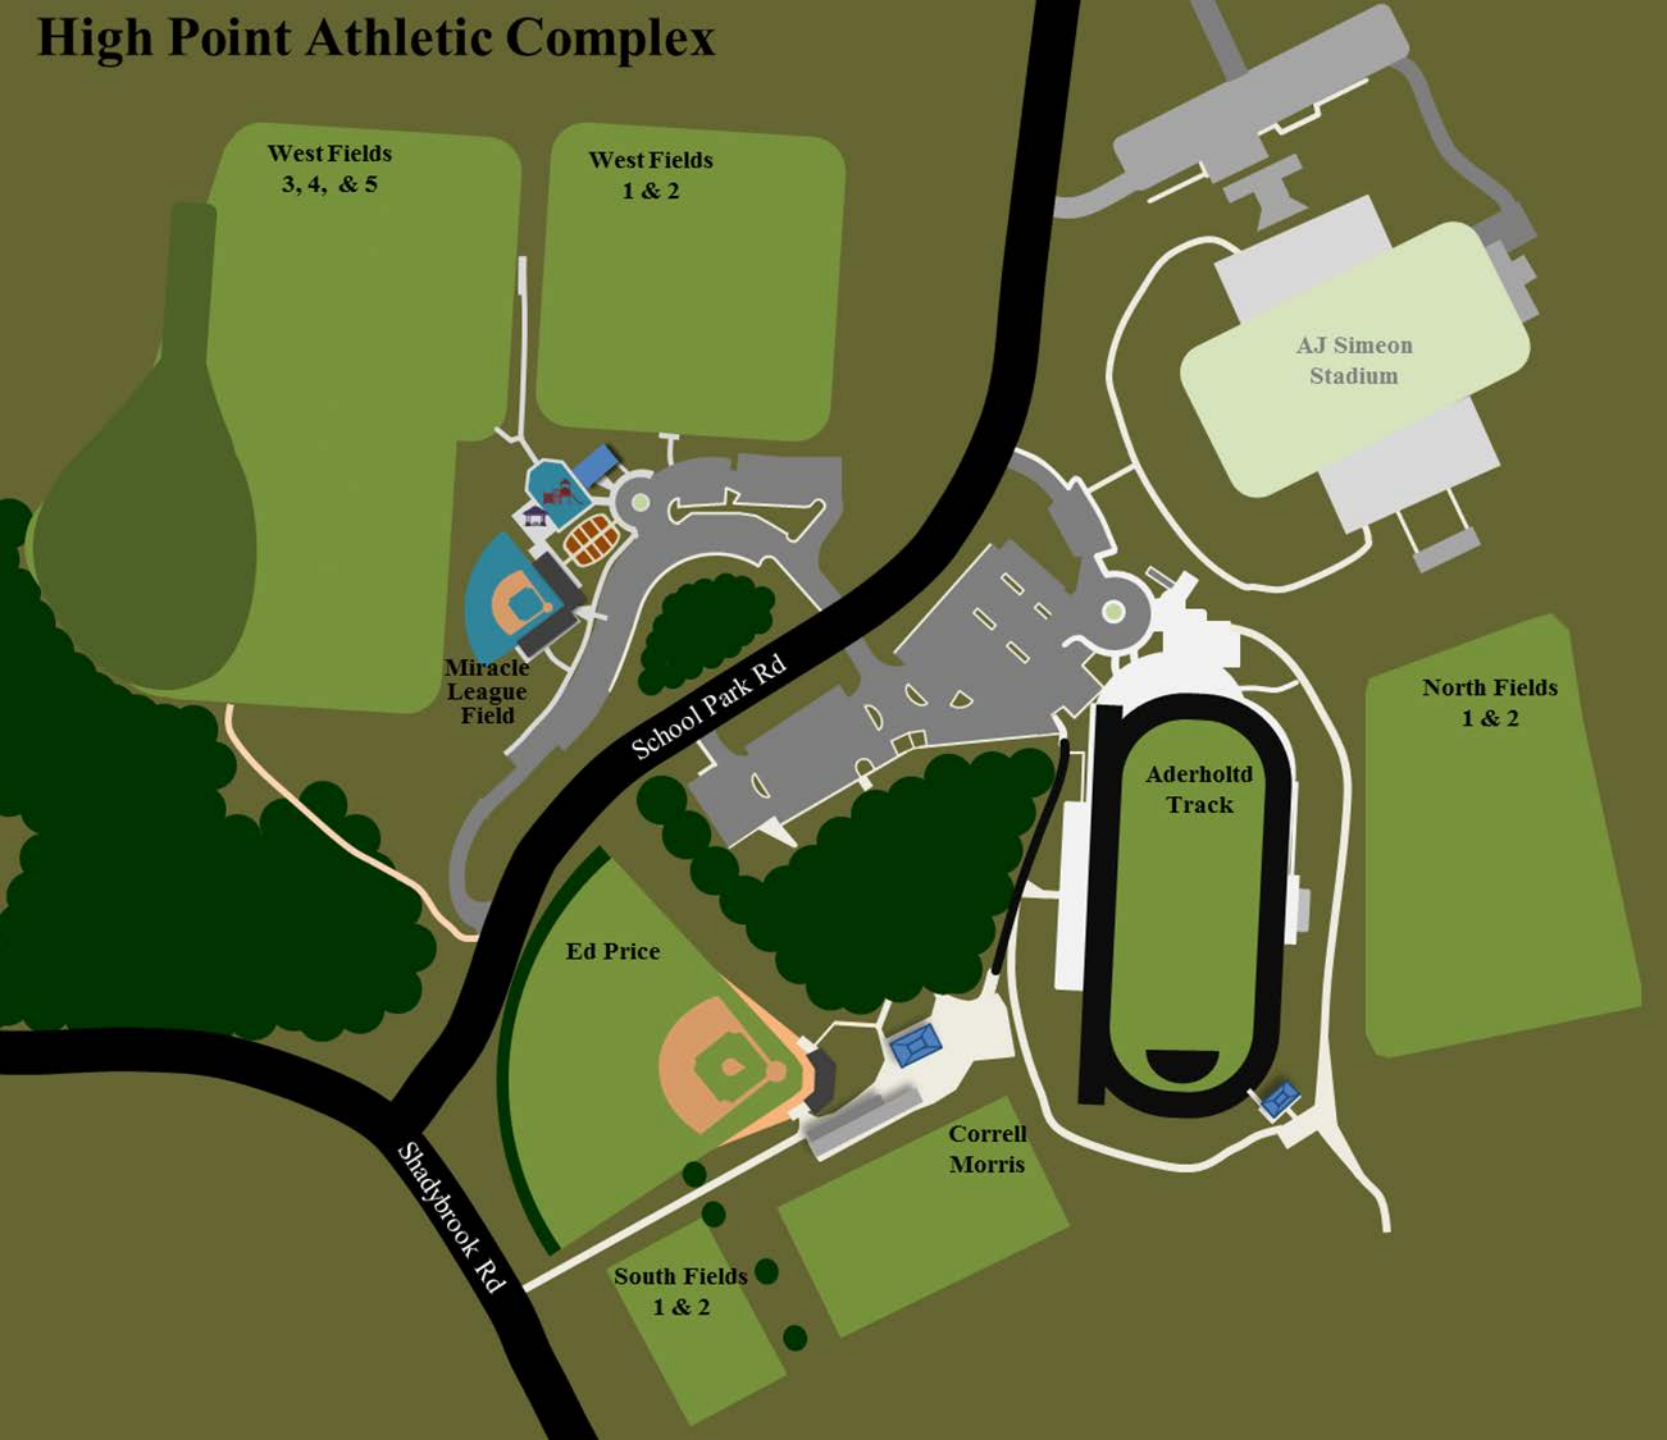 High Point Athletic Complex
West Fields
3, 4, & 5
West Fields
1 & 2
AJ Simeon
Stadium
Miracle
League
Field
School Park Rd
North Fields
1 & 2
Aderholtd
Track
Ed Price
Correll
Morris
Shadybrook Rd
South Fields
1 & 2